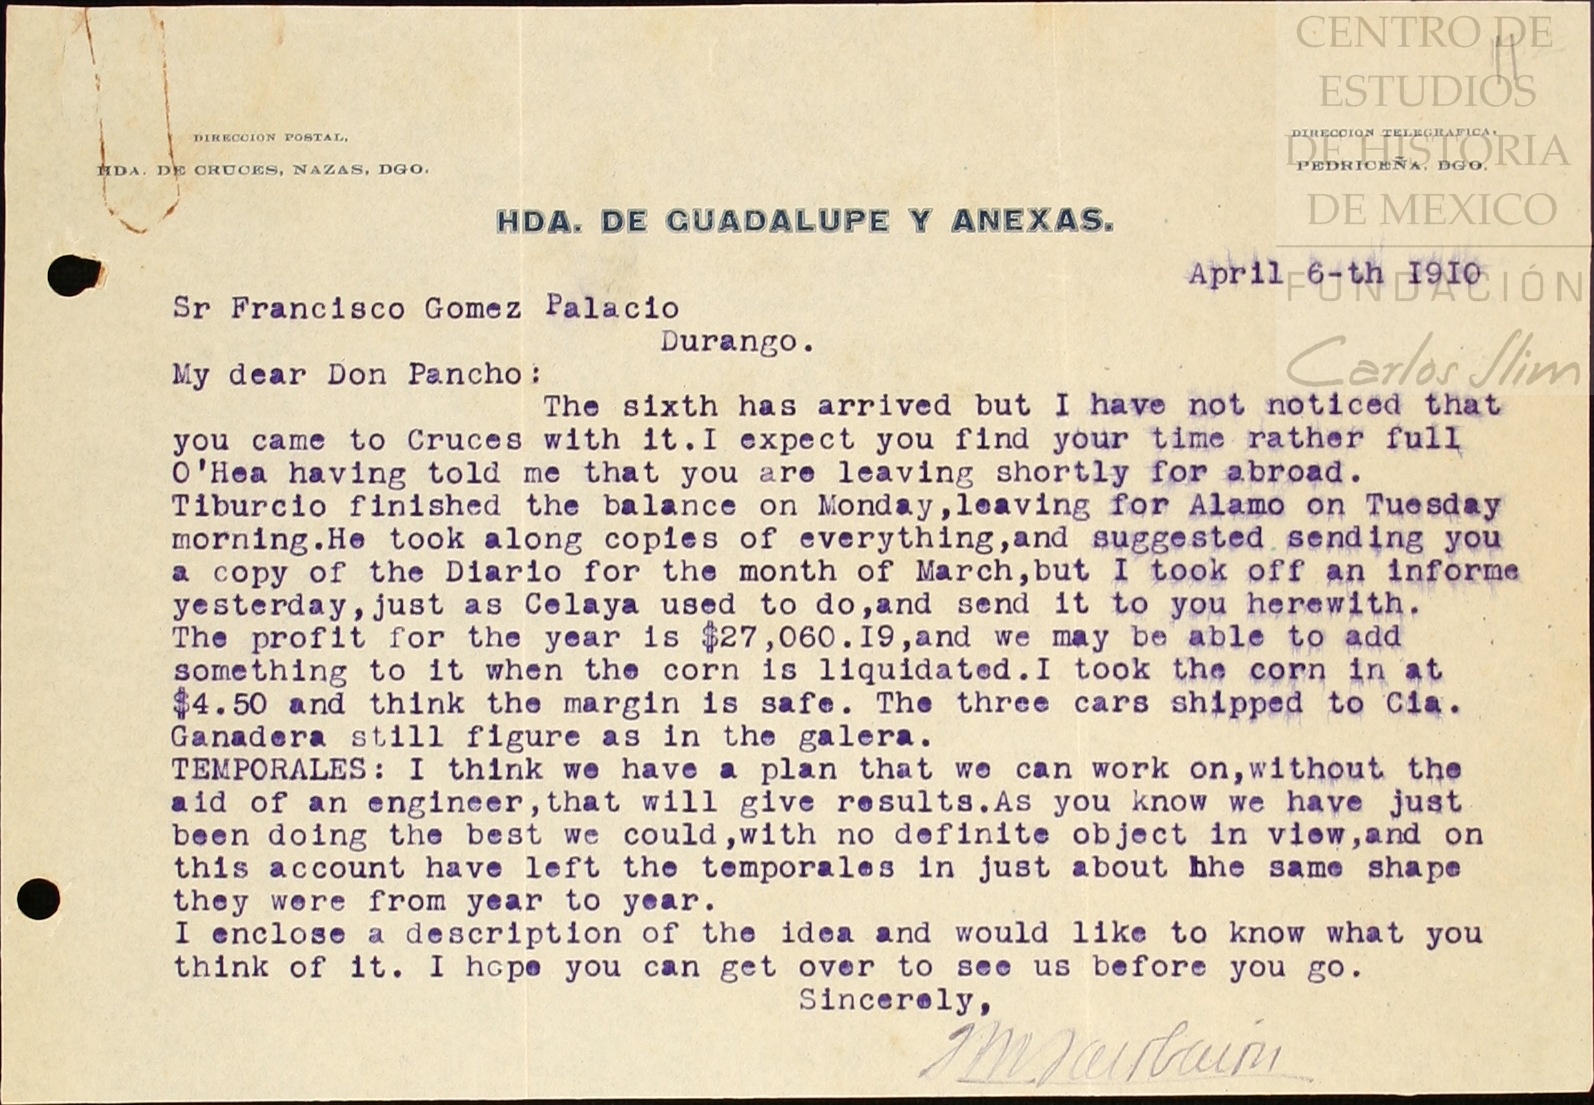 CENTRO DE
ESTUDIOS
DE HISTORIA
DE MEXICO
FUNDACIÓN
Carlos Slim
DIRECCION POSTAL,
HDA. DE CRUCES, NAZAS, DGO.
DIRECCION TELEGRAFICA:
PEDRICEÑA, DGO.
HDA. DE GUADALUPE Y ANEXAS.
April 6-th I9I0
Sr Francisco Gomez Palacio
Durango.
My dear Don Pancho:
The sixth has arrived but I have not noticed that
you came to Cruces with it.I expect you find your time rather full
O'Hea having told me that you are leaving shortly for abroad.
Tiburcio finished the balance on Monday,leaving for Alamo on Tuesday
morning.He took along copies of everything,and suggested sending you
a copy of the Diario for the month of March,but I took off an informe
yesterday,just as Celaya used to do,and send it to you herewith.
The profit for the year is $27,060.I9,and we may be able to add
something to it when the corn is liquidated.I took the corn in at
$4.50 and think the margin is safe. The three cars shipped to Cia.
Ganadera still figure as in the galera.
TEMPORALES: I think we have a plan that we can work on,without the
aid of an engineer,that will give results.As you know we have just
been doing the best we could,with no definite object in view,and on
this account have left the temporales in just about hhe same shape
they were from year to year.
I enclose a description of the idea and would like to know what you
think of it. I hope you can get over to see us before you go.
Sincerely,